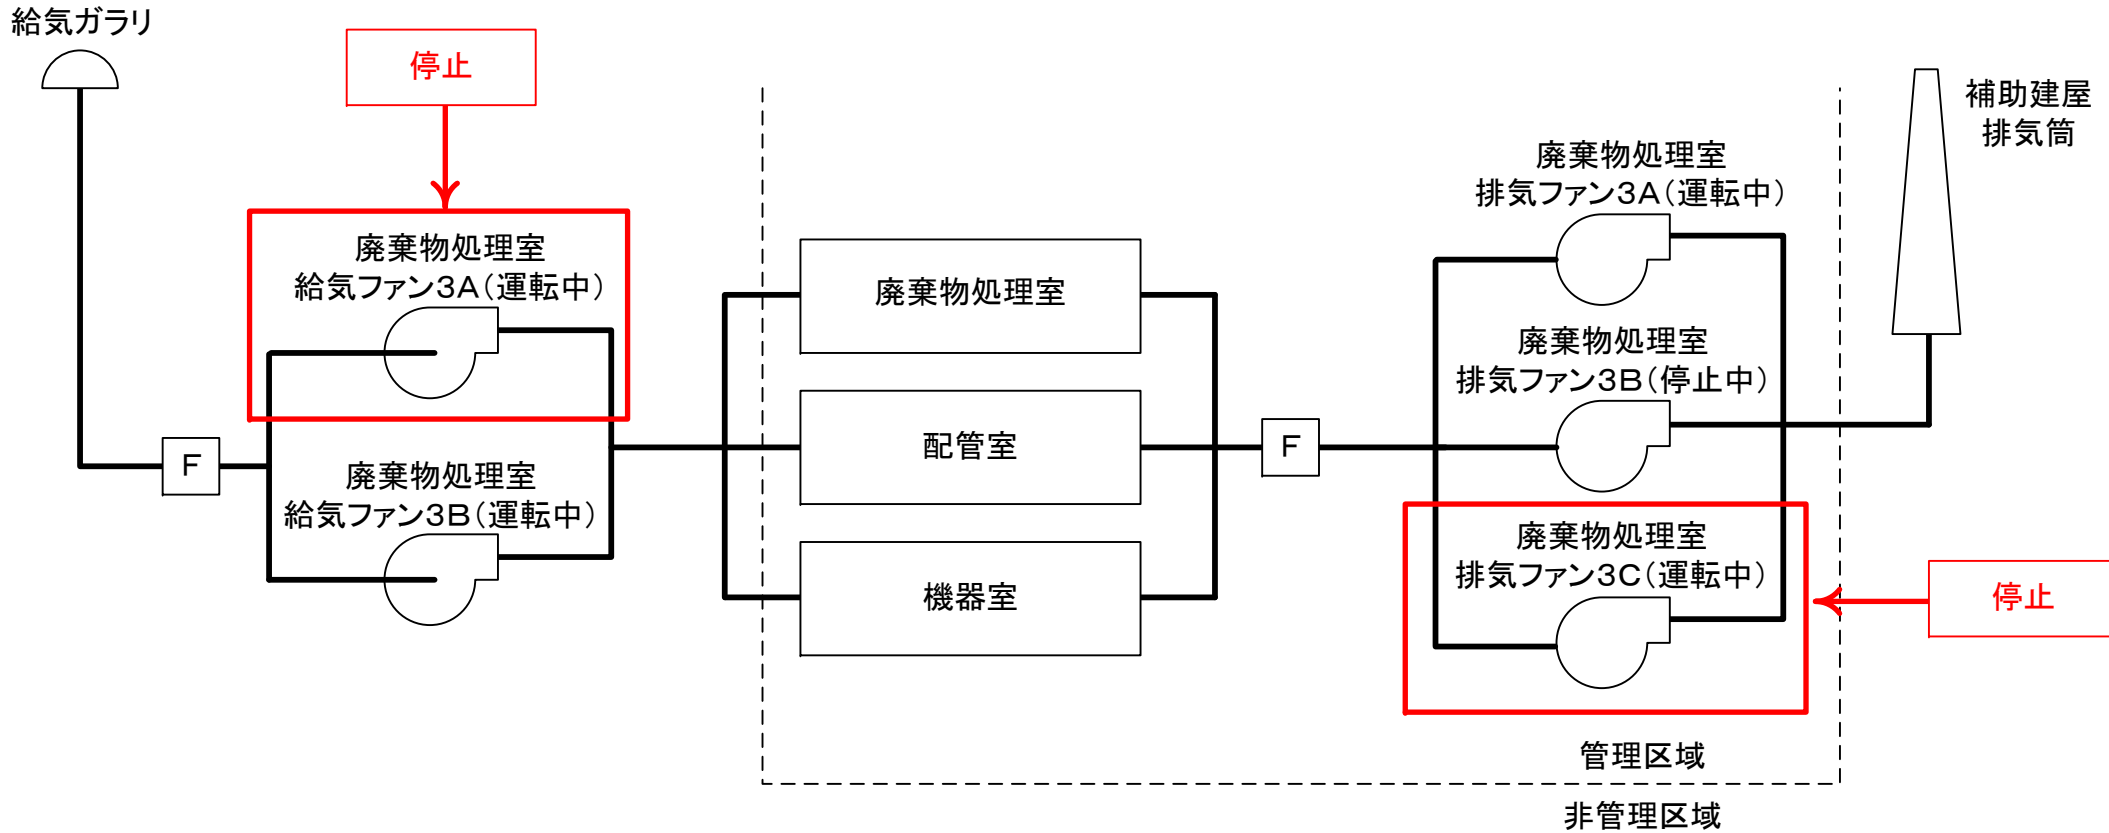 給気ガラリ
停止
補助建屋
排気筒
廃棄物処理室
排気ファン3A(運転中)
廃棄物処理室
給気ファン3A(運転中)
廃棄物処理室
廃棄物処理室
排気ファン3B(停止中)
F
廃棄物処理室
給気ファン3B(運転中)
配管室
F
廃棄物処理室
排気ファン3C(運転中)
機器室
停止
管理区域
非管理区域